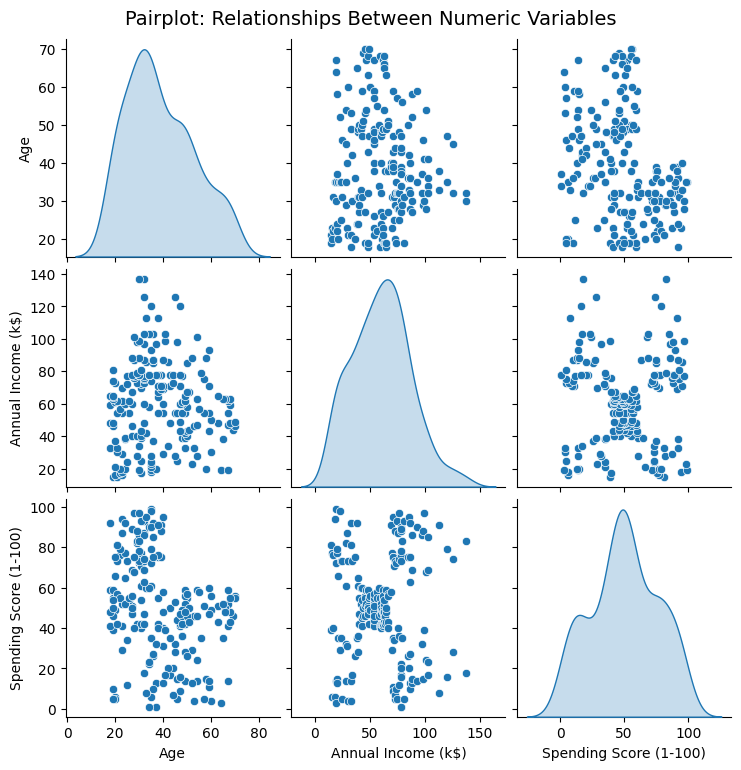 Pairplot: Relationships Between Numeric Variables
70
60
50
40
30
20
Age
140
120
100
80
60
40
20
Annual Income (k$)
100
80
60
40
20
0
Spending Score (1-100)
0 20 40 60 80
0 50 100 150
0 50 100
Age
Annual Income (k$)
Spending Score (1-100)